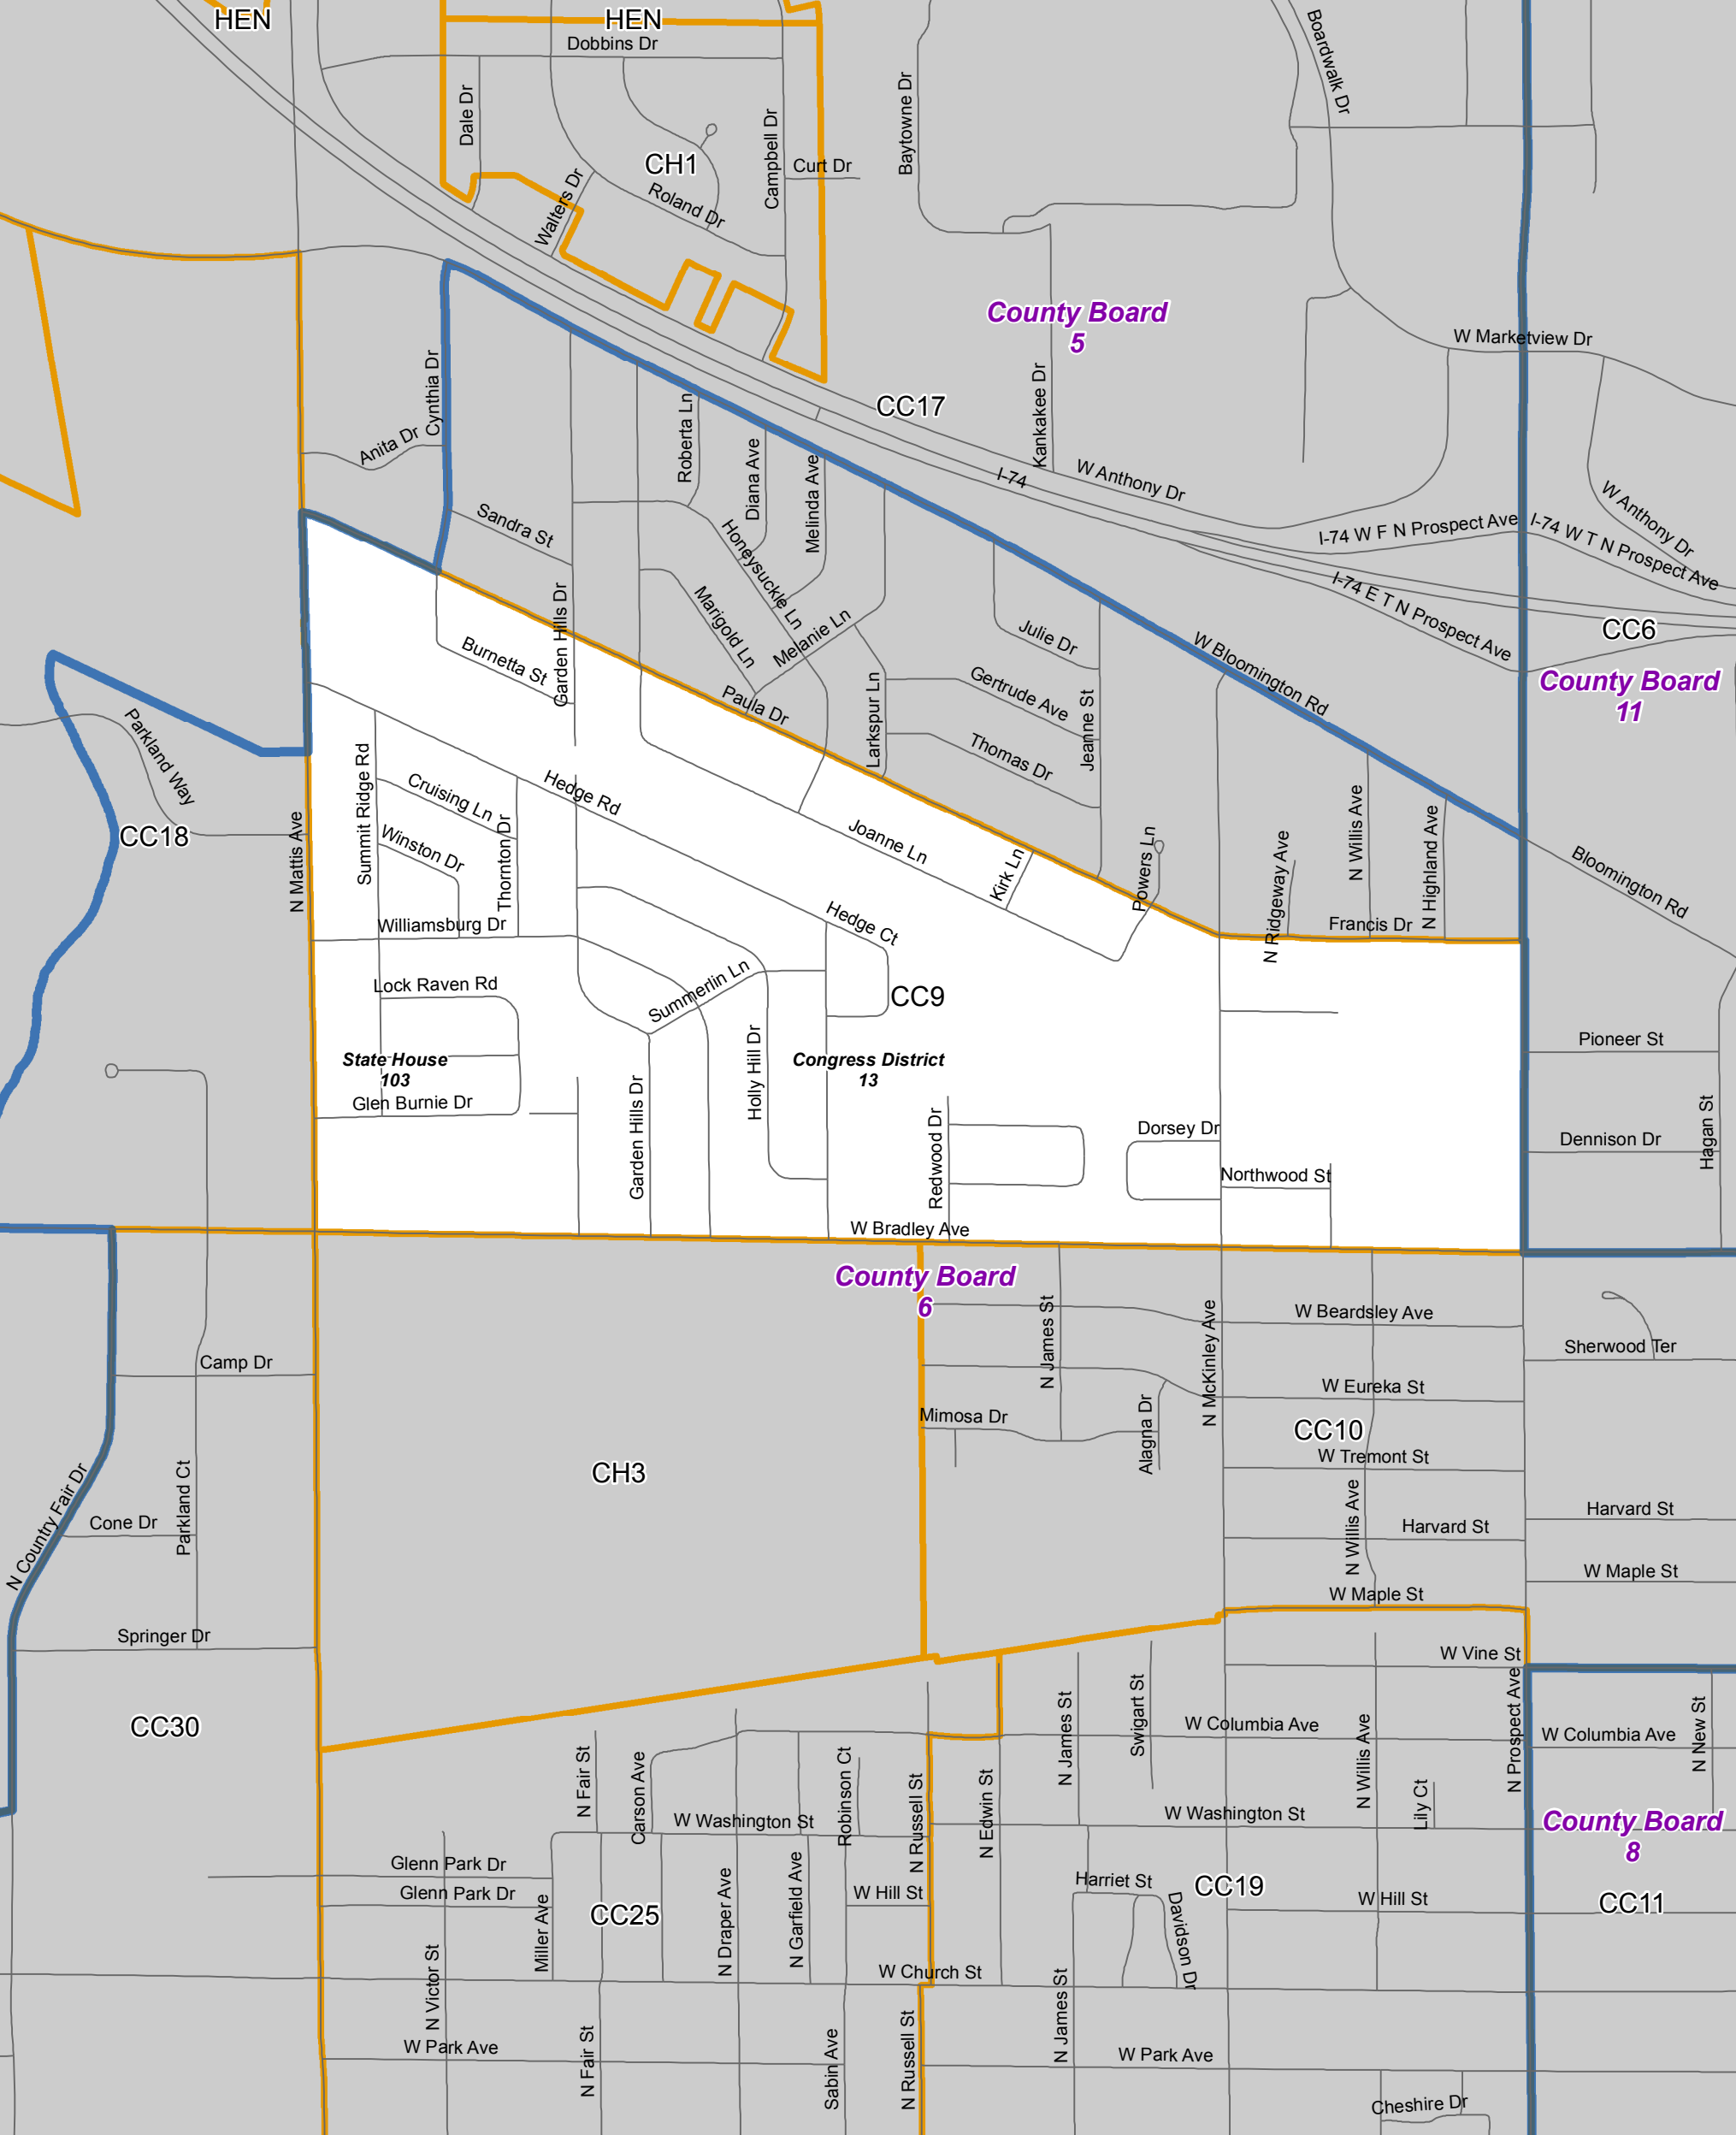 HEN
HEN
Dobbins Dr
Boardwalk Dr
Dale Dr
Baytowne Dr
Campbell Dr
CH1
Curt Dr
Walters Dr
Roland Dr
County Board
5
W Marketview Dr
Cynthia Dr
Anita Dr
CC17
Roberta Ln
Kankakee Dr
Diana Ave
Melinda Ave
I-74
W Anthony Dr
W Anthony Dr
I-74 W F N Prospect Ave
I-74 W T N Prospect Ave
I-74 E T N Prospect Ave
Sandra St
Honeysuckle Ln
Marigold Ln
Melanie Ln
Garden Hills Dr
Julie Dr
CC6
W Bloomington Rd
County Board
11
Burnetta St
Paula Dr
Larkspur Ln
Gertrude Ave
Jeanne St
Thomas Dr
Parkland Way
CC18
N Mattis Ave
Summit Ridge Rd
Cruising Ln
Hedge Rd
Winston Dr
Thornton Dr
Joanne Ln
Kirk Ln
Powers Ln
N Ridgeway Ave
N Willis Ave
N Highland Ave
Bloomington Rd
Williamsburg Dr
Hedge Ct
Francis Dr
Lock Raven Rd
Summerlin Ln
CC9
State House
103
Congress District
13
Pioneer St
Glen Burnie Dr
Garden Hills Dr
Holly Hill Dr
Redwood Dr
Dorsey Dr
Northwood St
Dennison Dr
Hagan St
W Bradley Ave
County Board
6
N James St
W Beardsley Ave
N McKinley Ave
Sherwood Ter
Camp Dr
W Eureka St
Mimosa Dr
Alagna Dr
CC10
W Tremont St
CH3
N Country Fair Dr
Parkland Ct
Cone Dr
N Willis Ave
Harvard St
Harvard St
W Maple St
W Maple St
Springer Dr
W Vine St
CC30
N Fair St
Carson Ave
Robinson Ct
N Russell St
N Edwin St
N James St
Swigart St
W Columbia Ave
N Willis Ave
N Prospect Ave
W Columbia Ave
N New St
W Washington St
W Washington St
Lily Ct
County Board
8
Glenn Park Dr
Glenn Park Dr
Miller Ave
CC25
N Draper Ave
N Garfield Ave
W Hill St
Harriet St
Davidson Dr
CC19
W Hill St
CC11
N Victor St
W Church St
N James St
W Park Ave
N Fair St
Sabin Ave
N Russell St
W Park Ave
Cheshire Dr